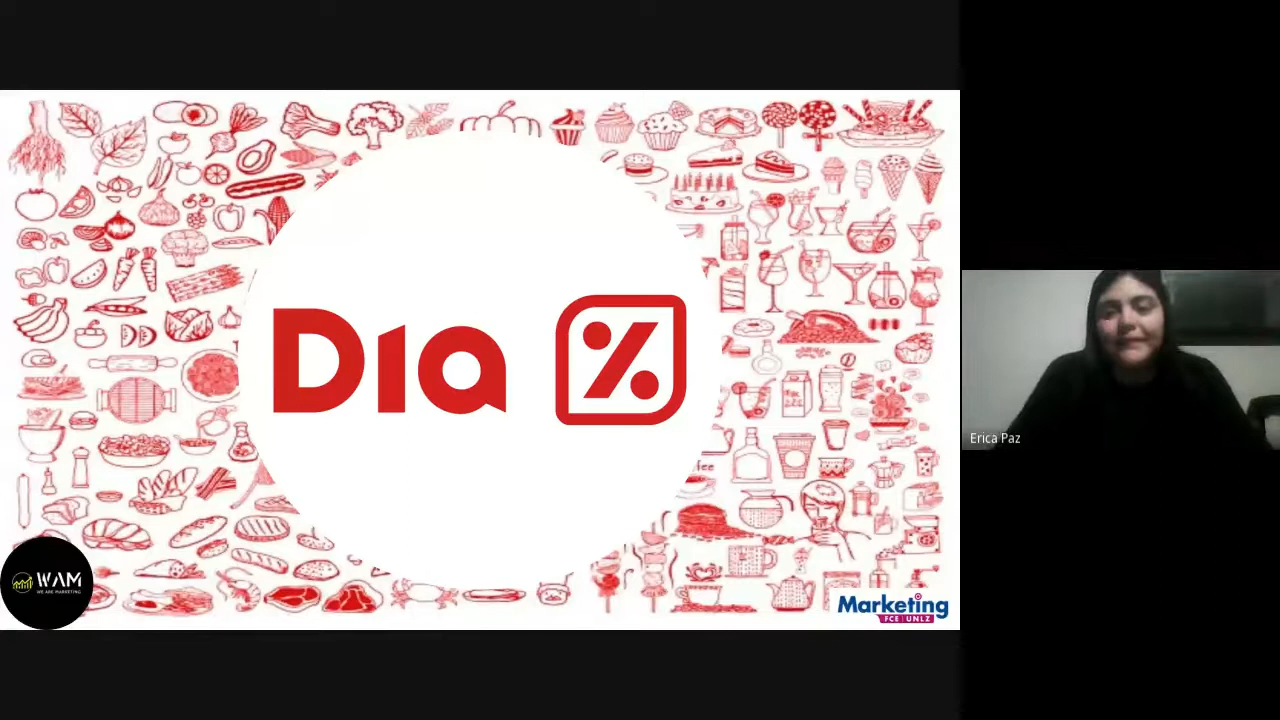 Dia %
WAM
WE ARE MARKETING
Marketing
FCE UNLZ
Erica Paz